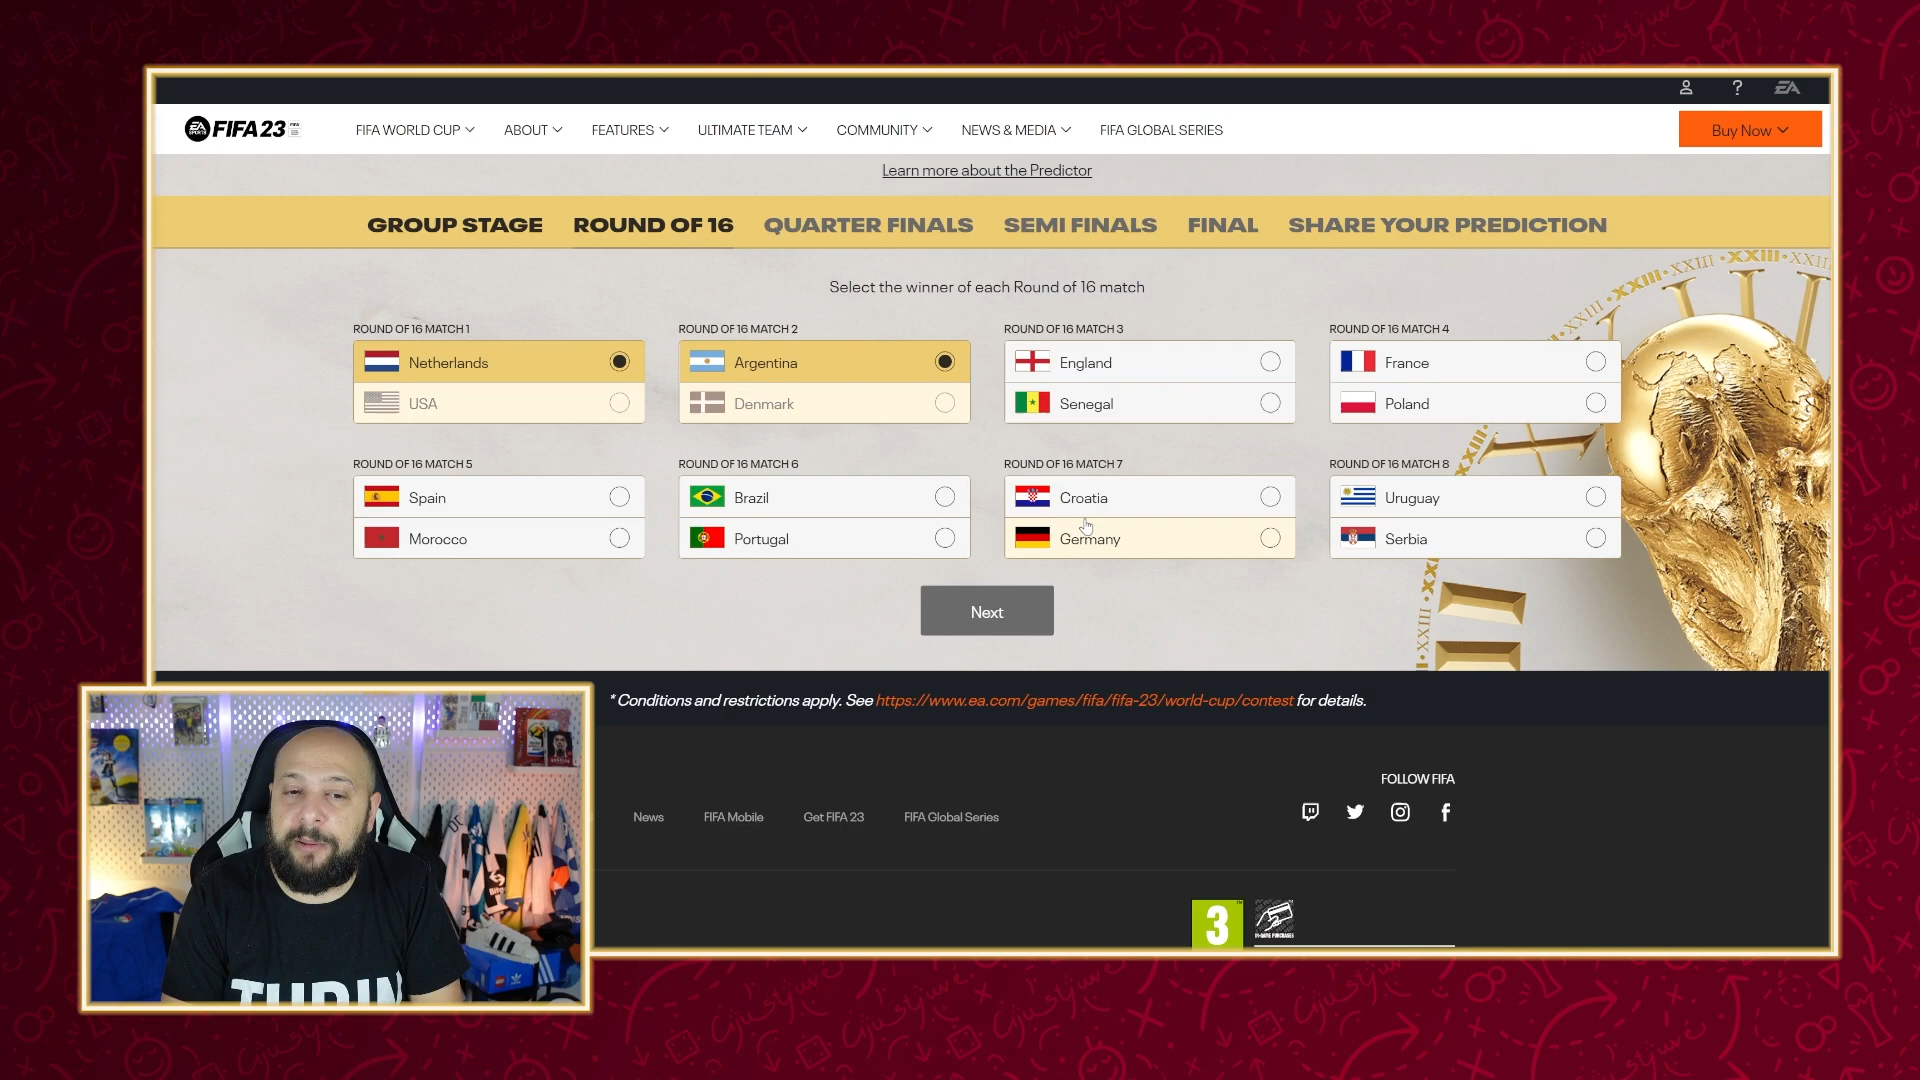 EA SPORTS FIFA 23
FIFA WORLD CUP
ABOUT
FEATURES
ULTIMATE TEAM
COMMUNITY
NEWS & MEDIA
FIFA GLOBAL SERIES
Buy Now
Learn more about the Predictor
GROUP STAGE
ROUND OF 16
QUARTER FINALS
SEMI FINALS
FINAL
SHARE YOUR PREDICTION
Select the winner of each Round of 16 match
ROUND OF 16 MATCH 1
Netherlands
USA
ROUND OF 16 MATCH 2
Argentina
Denmark
ROUND OF 16 MATCH 3
England
Senegal
ROUND OF 16 MATCH 4
France
Poland
ROUND OF 16 MATCH 5
Spain
Morocco
ROUND OF 16 MATCH 6
Brazil
Portugal
ROUND OF 16 MATCH 7
Croatia
Germany
ROUND OF 16 MATCH 8
Uruguay
Serbia
Next
* Conditions and restrictions apply. See https://www.ea.com/games/fifa/fifa-23/world-cup/contest for details.
FOLLOW FIFA
News
FIFA Mobile
Get FIFA 23
FIFA Global Series
3
IN-GAME PURCHASES